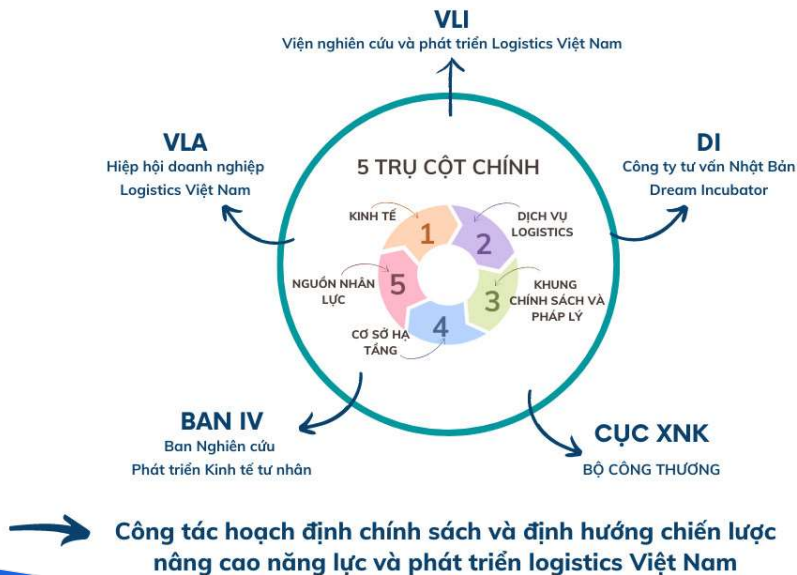 VLI
Viện nghiên cứu và phát triển Logistics Việt Nam
VLA
Hiệp hội doanh nghiệp
Logistics Việt Nam
DI
Công ty tư vấn Nhật Bản
Dream Incubator
5 TRỤ CỘT CHÍNH
KINH TẾ
1
DỊCH VỤ
LOGISTICS
2
KHUNG
CHÍNH SÁCH VÀ
PHÁP LÝ
3
CƠ SỞ HẠ
TẦNG
4
NGUỒN NHÂN
LỰC
5
BAN IV
Ban Nghiên cứu
Phát triển Kinh tế tư nhân
CỤC XNK
BỘ CÔNG THƯƠNG
Công tác hoạch định chính sách và định hướng chiến lược
nâng cao năng lực và phát triển logistics Việt Nam